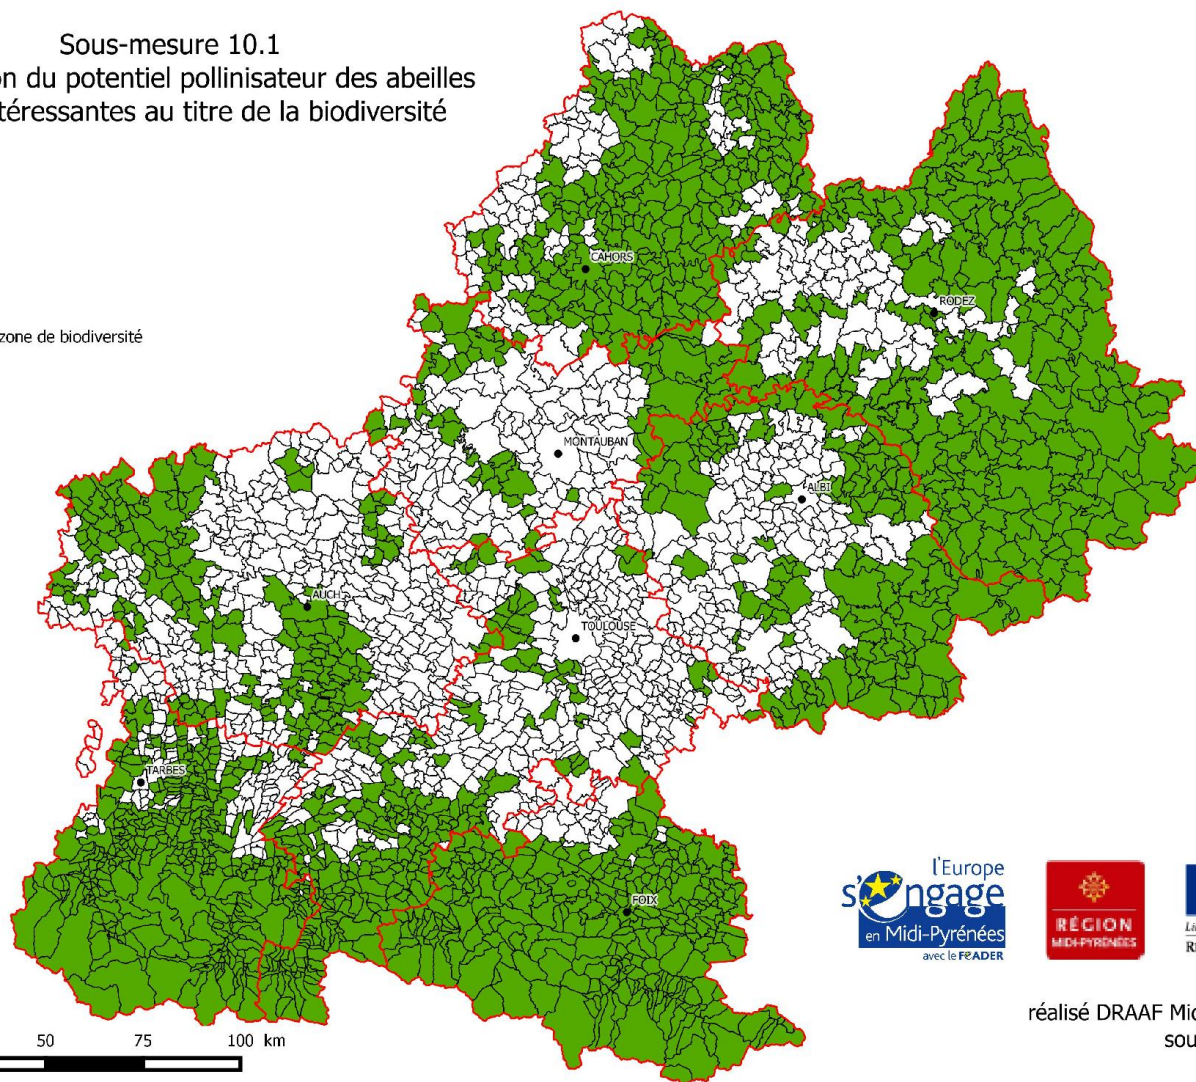 Sous-mesure 10.1
on du potentiel pollinisateur des abeilles
téressantes au titre de la biodiversité
zone de biodiversité
CAHORS
RODEZ
MONTAUBAN
ALBI
AUCH
TOULOUSE
TARBES
FOIX
l'Europe
s'engage
en Midi-Pyrénées
avec le FEADER
RÉGION
MIDI-PYRÉNÉES
50 75 100 km
réalisé DRAAF Mid
sou